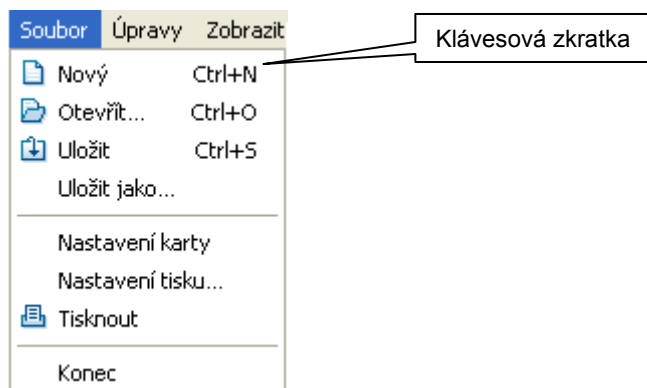 Soubor Úpravy Zobrazit
Klávesová zkratka
Nový Ctrl+N
Otevřít... Ctrl+O
Uložit Ctrl+S
Uložit jako...
Nastavení karty
Nastavení tisku...
Tisknout
Konec